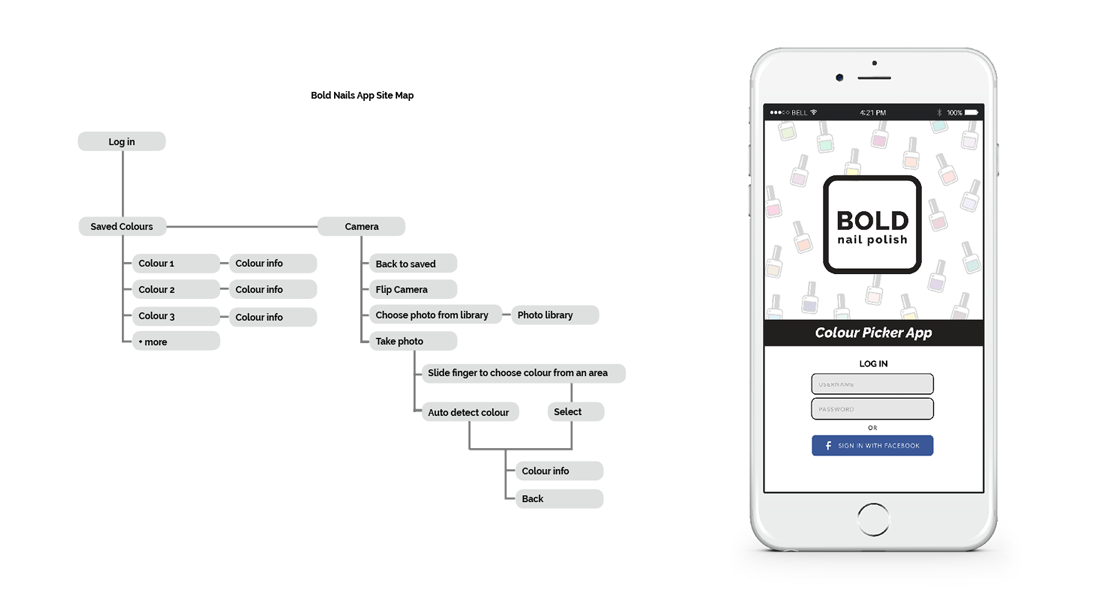 Bold Nails App Site Map
Log in
Saved Colours
Camera
Colour 1
Colour info
Colour 2
Colour info
Colour 3
Colour info
+ more
Back to saved
Flip Camera
Choose photo from library
Photo library
Take photo
Slide finger to choose colour from an area
Auto detect colour
Select
Colour info
Back
BELL
4:21 PM
100%
BOLD
nail polish
Colour Picker App
LOG IN
USERNAME
PASSWORD
OR
f SIGN IN WITH FACEBOOK